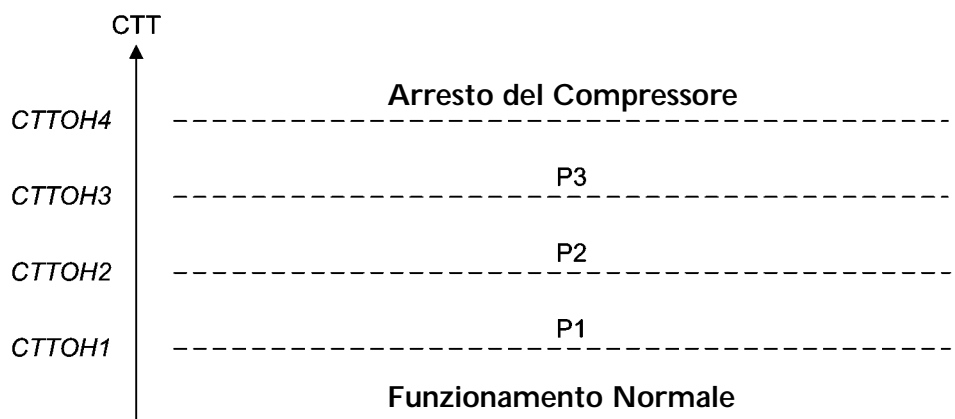 CTT
Arresto del Compressore
CTTOH4
P3
CTTOH3
P2
CTTOH2
P1
CTTOH1
Funzionamento Normale